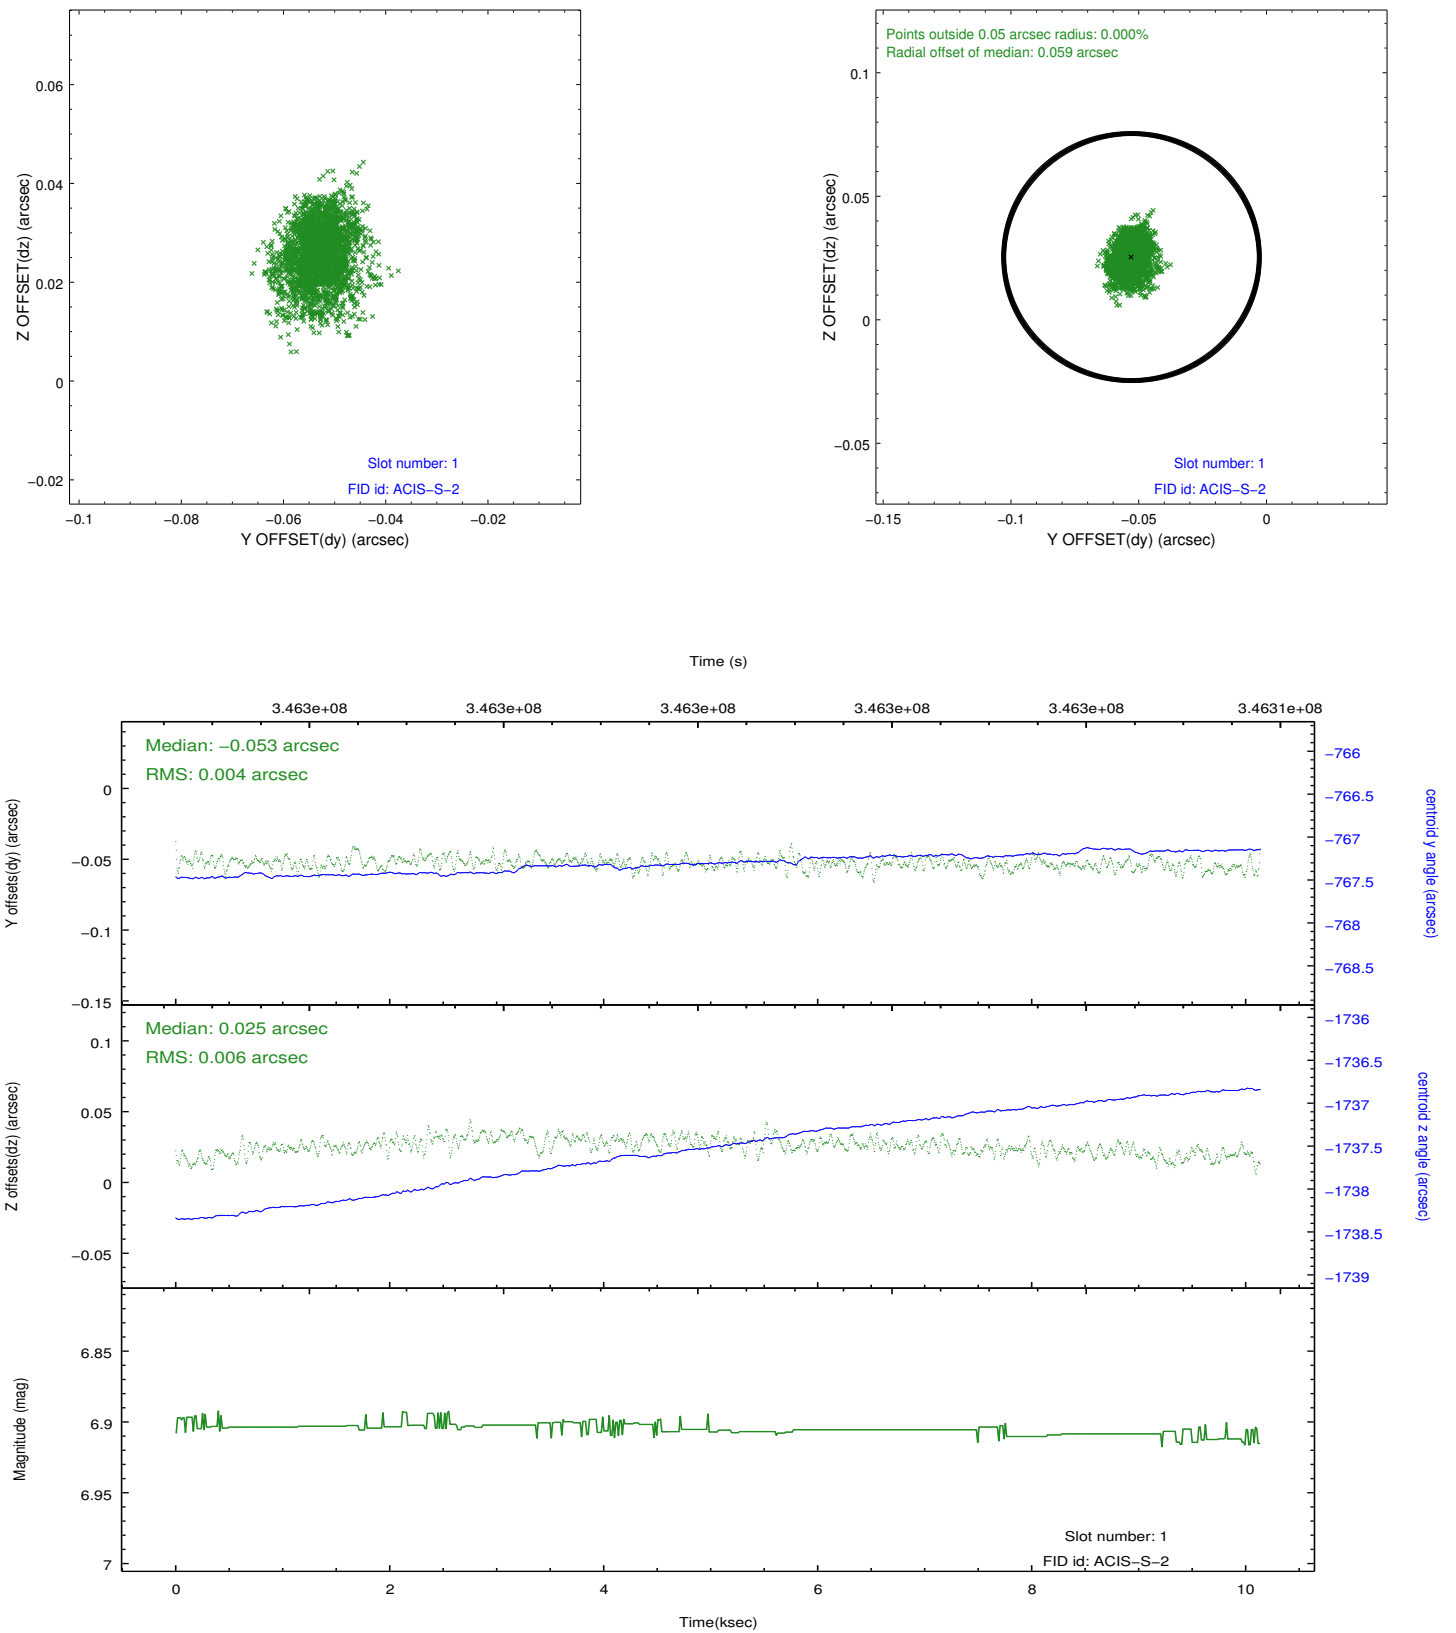 0.06
0.04
0.02
0
−0.02
Z OFFSET(dz) (arcsec)
Slot number: 1
FID id: ACIS−S−2
−0.1
−0.08
−0.06
−0.04
−0.02
Y OFFSET(dy) (arcsec)
Points outside 0.05 arcsec radius: 0.000%
Radial offset of median: 0.059 arcsec
0.1
0.05
0
−0.05
Z OFFSET(dz) (arcsec)
Slot number: 1
FID id: ACIS−S−2
−0.15
−0.1
−0.05
0
Y OFFSET(dy) (arcsec)
Time (s)
3.463e+08
3.463e+08
3.463e+08
3.463e+08
3.463e+08
3.4631e+08
Median: −0.053 arcsec
RMS: 0.004 arcsec
0
−0.05
−0.1
−0.15
Y offsets(dy) (arcsec)
−766
−766.5
−767
−767.5
−768
−768.5
centroid y angle (arcsec)
Median: 0.025 arcsec
RMS: 0.006 arcsec
0.1
0.05
0
−0.05
Z offsets(dz) (arcsec)
−1736
−1736.5
−1737
−1737.5
−1738
−1738.5
−1739
centroid z angle (arcsec)
6.85
6.9
6.95
7
Magnitude (mag)
Slot number: 1
FID id: ACIS−S−2
0
2
4
6
8
10
Time(ksec)